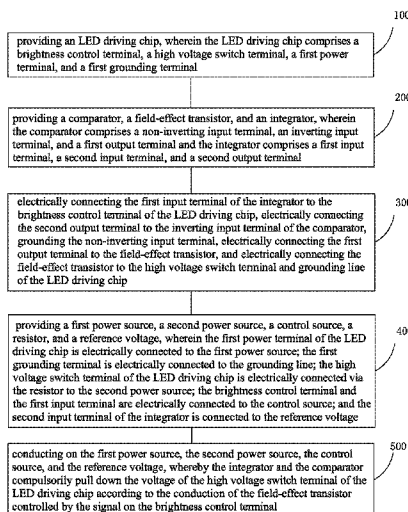 100
providing an LED driving chip, wherein the LED driving chip comprises a
brightness control terminal, a high voltage switch terminal, a first power
terminal, and a first grounding terminal
200
providing a comparator, a field-effect transistor, and an integrator, wherein
the comparator comprises a non-inverting input terminal, an inverting input
terminal, and a first output terminal and the integrator comprises a first input
terminal, a second input terminal, and a second output terminal
300
electrically connecting the first input terminal of the integrator to the
brightness control terminal of the LED driving chip, electrically connecting
the second output terminal to the inverting input terminal of the comparator,
grounding the non-inverting input terminal, electrically connecting the first
output terminal to the field-effect transistor, and electrically connecting the
field-effect transistor to the high voltage switch terminal and grounding line
of the LED driving chip
400
providing a first power source, a second power source, a control source, a
resistor, and a reference voltage, wherein the first power terminal of the LED
driving chip is electrically connected to the first power source; the first
grounding terminal is electrically connected to the grounding line; the high
voltage switch terminal of the LED driving chip is electrically connected via
the resistor to the second power source; the brightness control terminal and
the first input terminal are electrically connected to the control source; and the
second input terminal of the integrator is connected to the reference voltage
500
conducting on the first power source, the second power source, the control
source, and the reference voltage, whereby the integrator and the comparator
compulsorily pull down the voltage of the high voltage switch terminal of the
LED driving chip according to the conduction of the field-effect transistor
controlled by the signal on the brightness control terminal